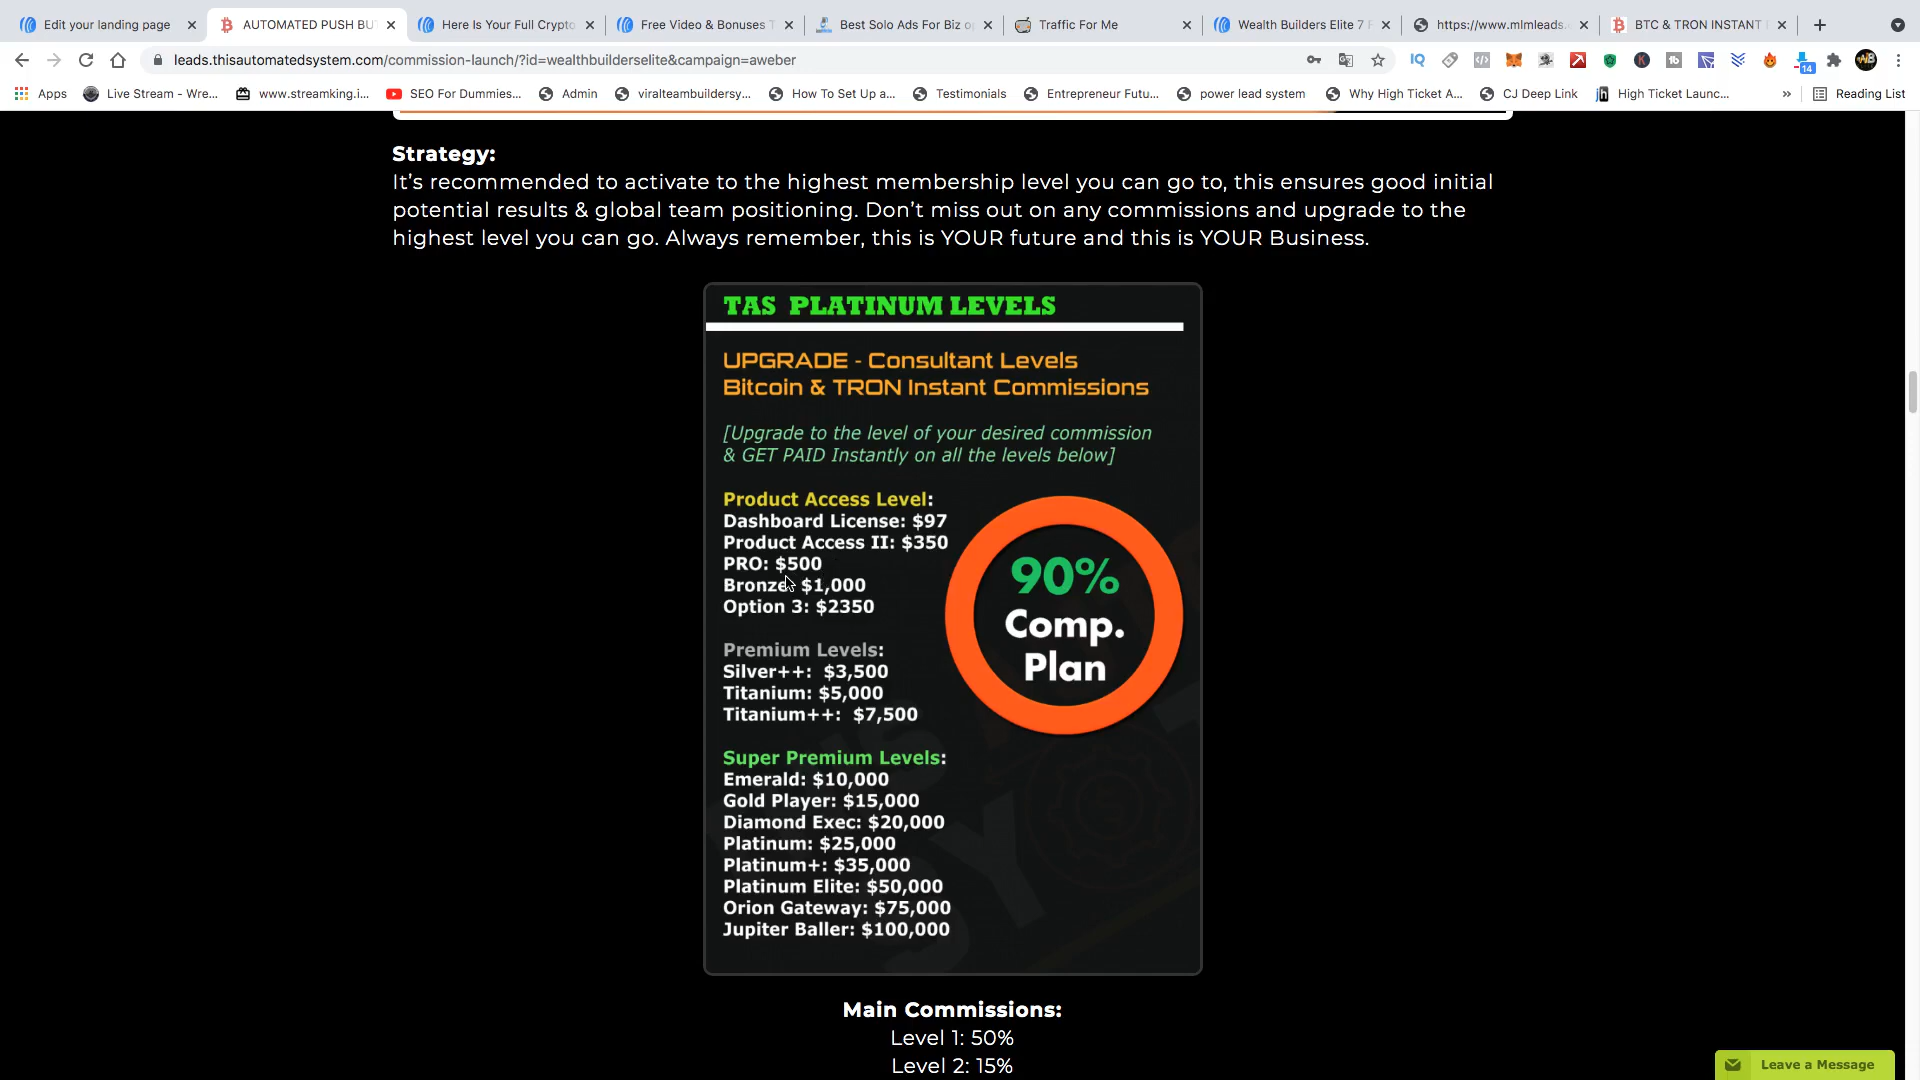 Edit your landing page
AUTOMATED PUSH BU
Here Is Your Full Crypto
Free Video & Bonuses T
Best Solo Ads For Biz o
Traffic For Me
Wealth Builders Elite 7 F
https://www.mlmleads.
BTC & TRON INSTANT
leads.thisautomatedsystem.com/commission-launch/?id=wealthbuilderselite&campaign=aweber
IQ
14
Apps
Live Stream - Wre...
www.streamking.i...
SEO For Dummies...
Admin
viralteambuildersy...
How To Set Up a...
Testimonials
Entrepreneur Futu...
power lead system
Why High Ticket A...
CJ Deep Link
High Ticket Launc...
»
Reading List
Strategy:
It's recommended to activate to the highest membership level you can go to, this ensures good initial
potential results & global team positioning. Don't miss out on any commissions and upgrade to the
highest level you can go. Always remember, this is YOUR future and this is YOUR Business.
TAS PLATINUM LEVELS
UPGRADE - Consultant Levels
Bitcoin & TRON Instant Commissions
[Upgrade to the level of your desired commission
& GET PAID Instantly on all the levels below]
Product Access Level:
Dashboard License: $97
Product Access II: $350
PRO: $500
Bronze: $1,000
Option 3: $2350
90%
Comp.
Plan
Premium Levels:
Silver++: $3,500
Titanium: $5,000
Titanium++: $7,500
Super Premium Levels:
Emerald: $10,000
Gold Player: $15,000
Diamond Exec: $20,000
Platinum: $25,000
Platinum+: $35,000
Platinum Elite: $50,000
Orion Gateway: $75,000
Jupiter Baller: $100,000
Main Commissions:
Level 1: 50%
Level 2: 15%
Leave a Message